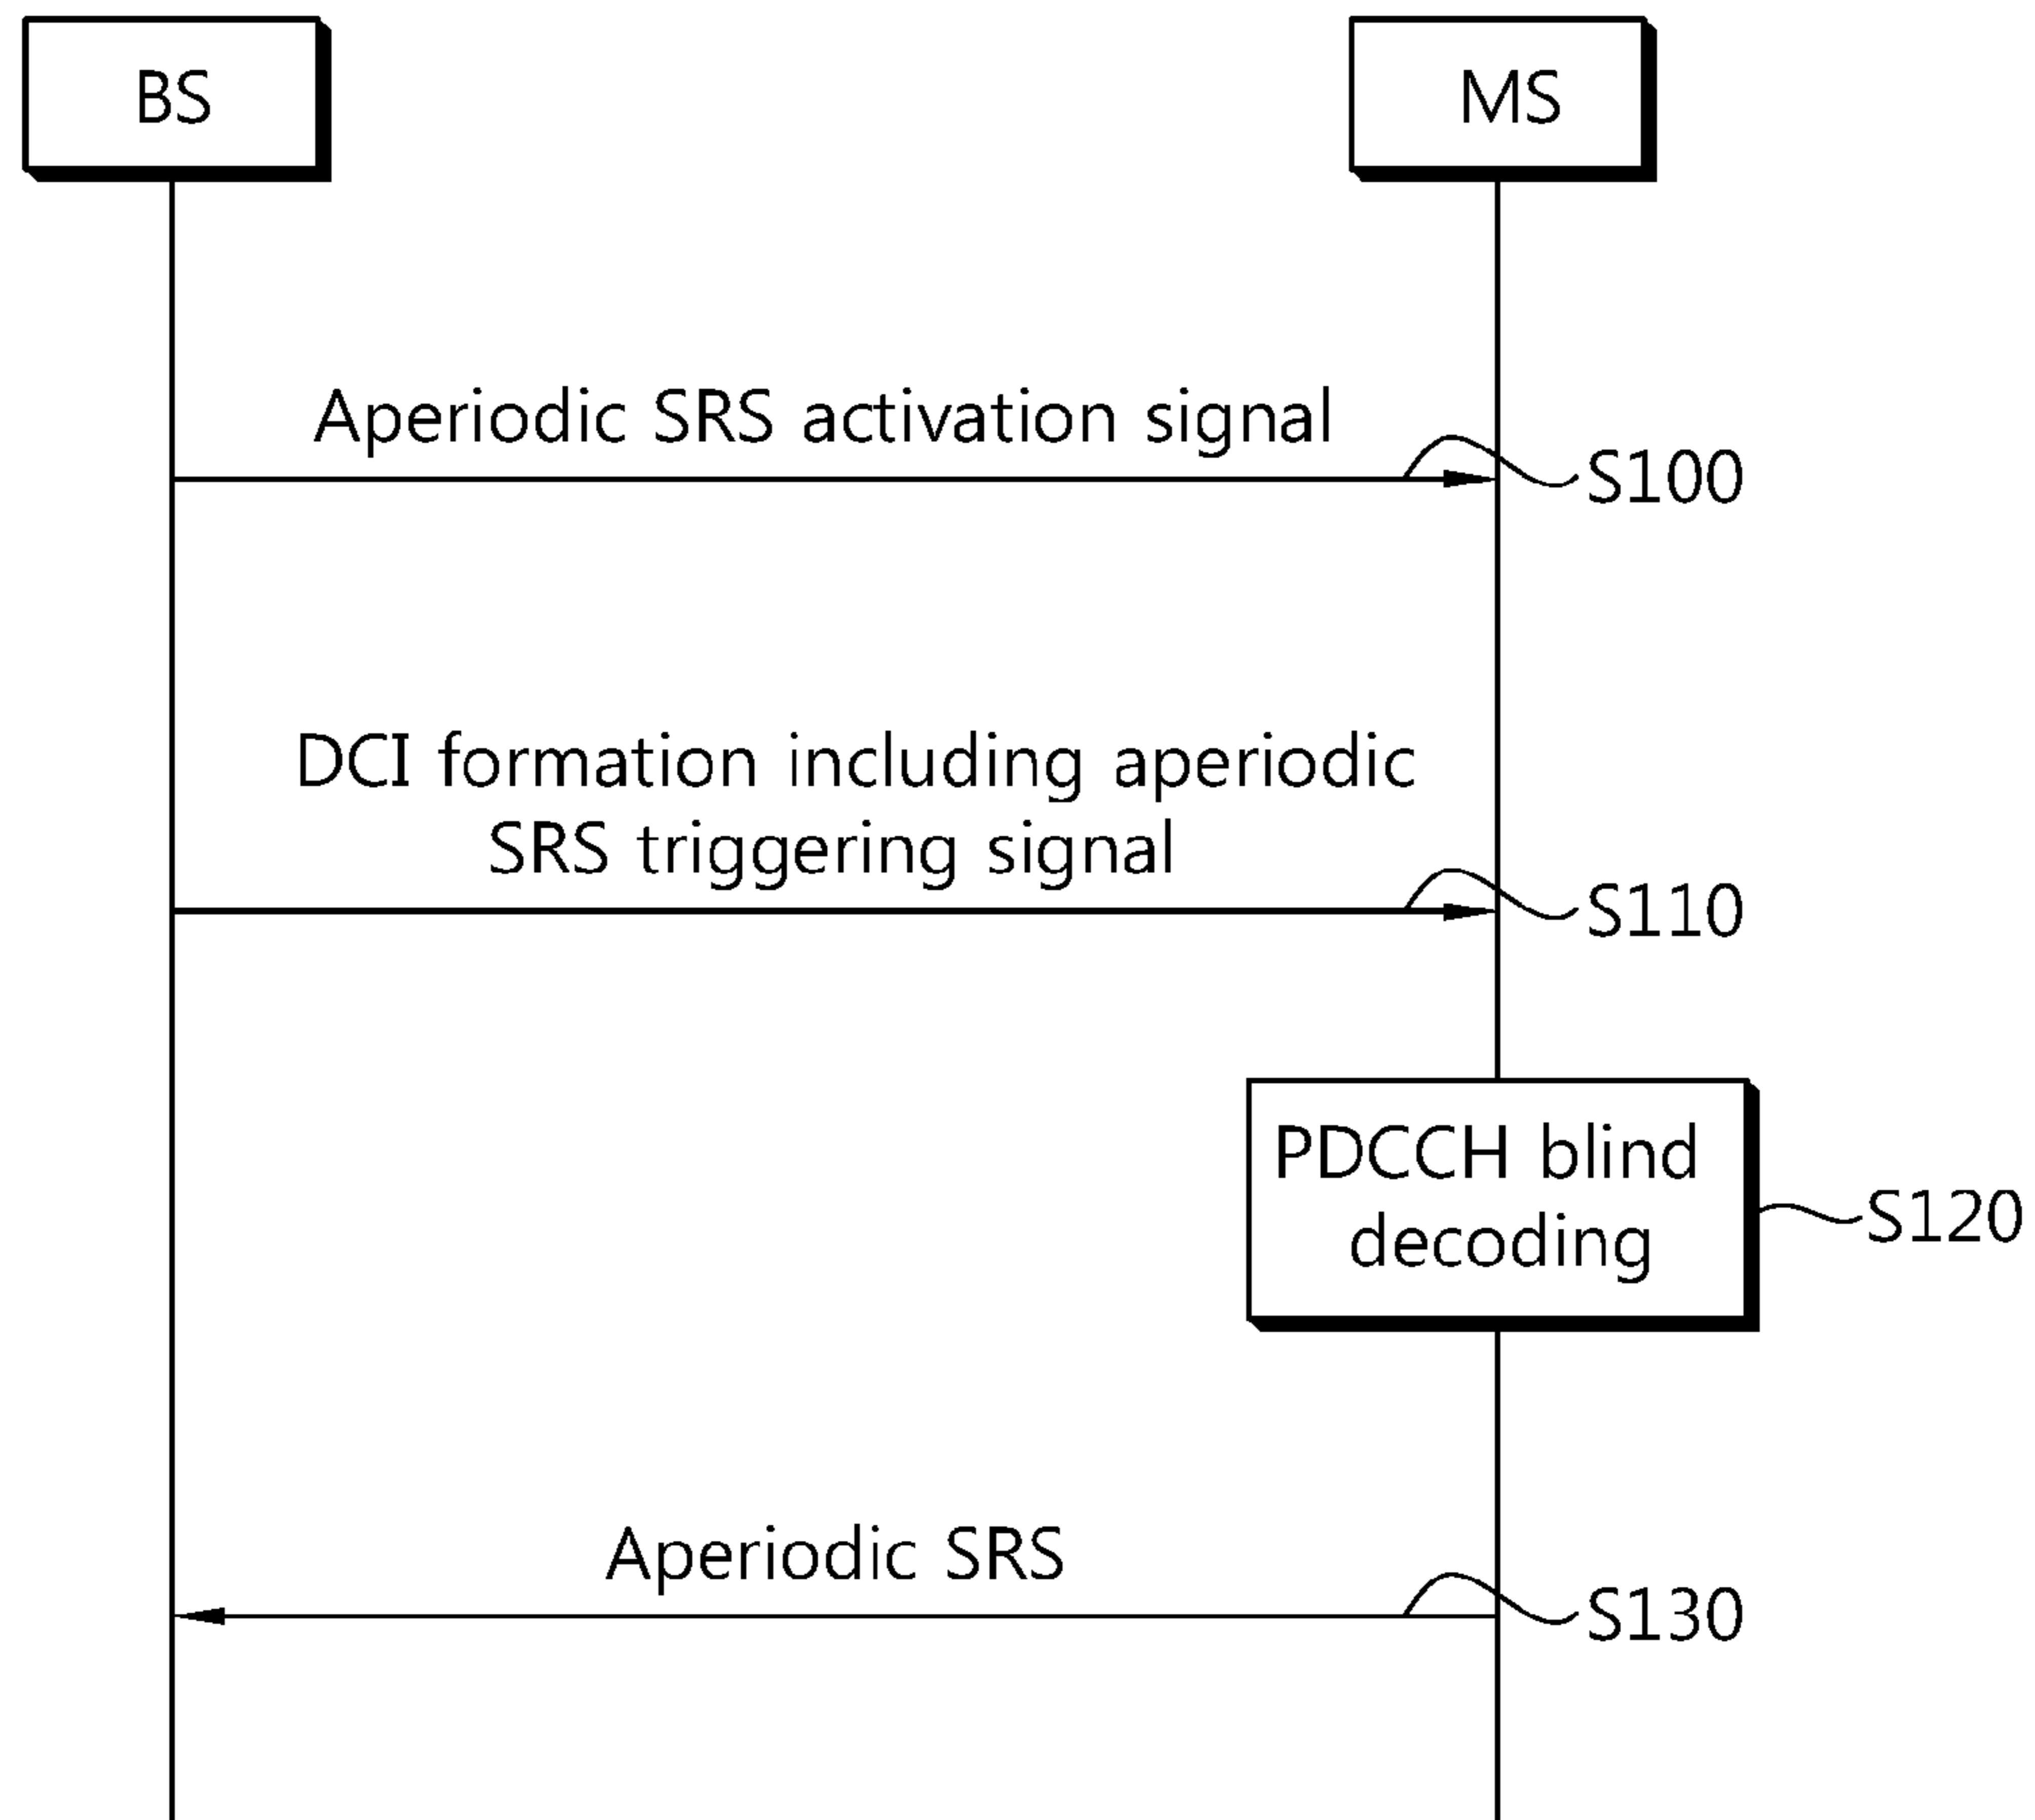 BS
MS
Aperiodic SRS activation signal
S100
DCI formation including aperiodic
SRS triggering signal
S110
PDCCH blind
decoding
S120
Aperiodic SRS
S130